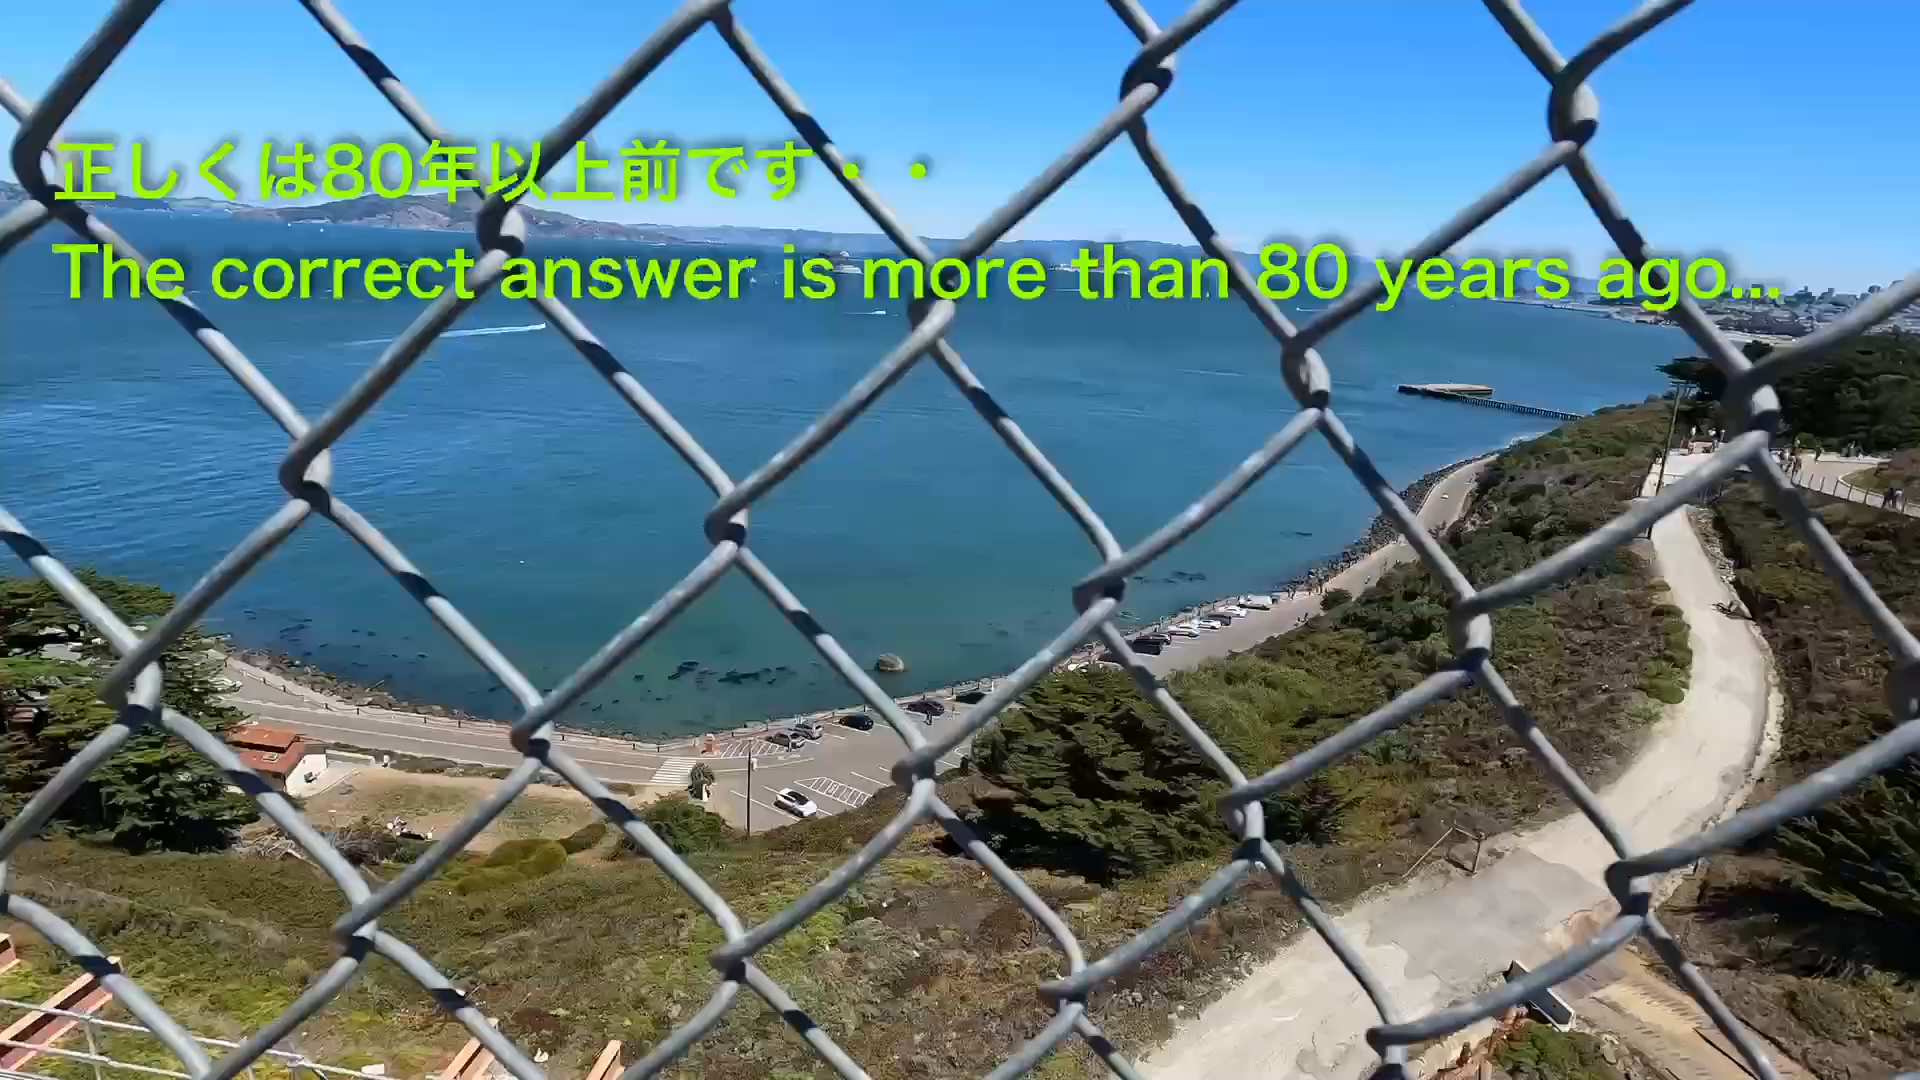 正しくは80年以上前です・・
The correct answer is more than 80 years ago...